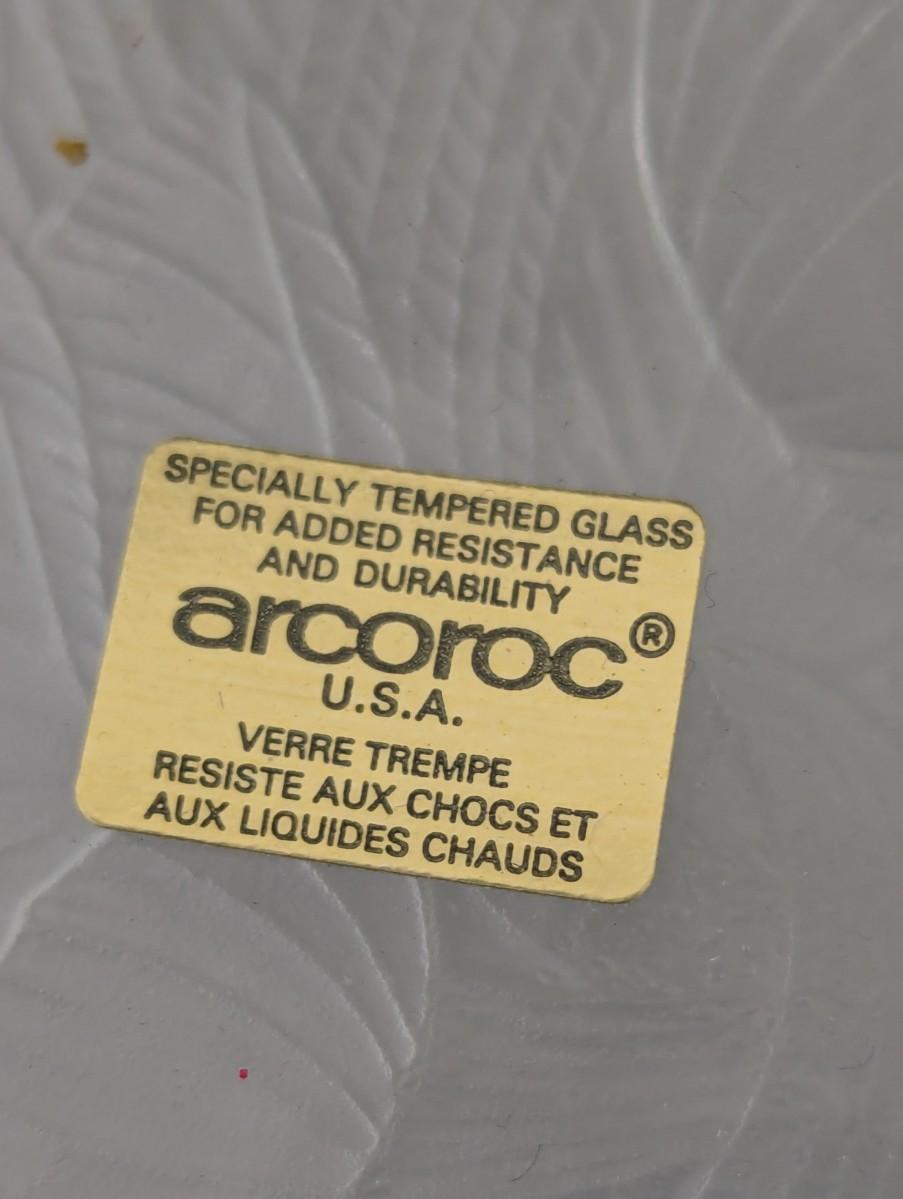 SPECIALLY TEMPERED GLASS
FOR ADDED RESISTANCE
AND DURABILITY
arcoroc®
U.S.A.
VERRE TREMPE
RESISTE AUX CHOCS ET
AUX LIQUIDES CHAUDS